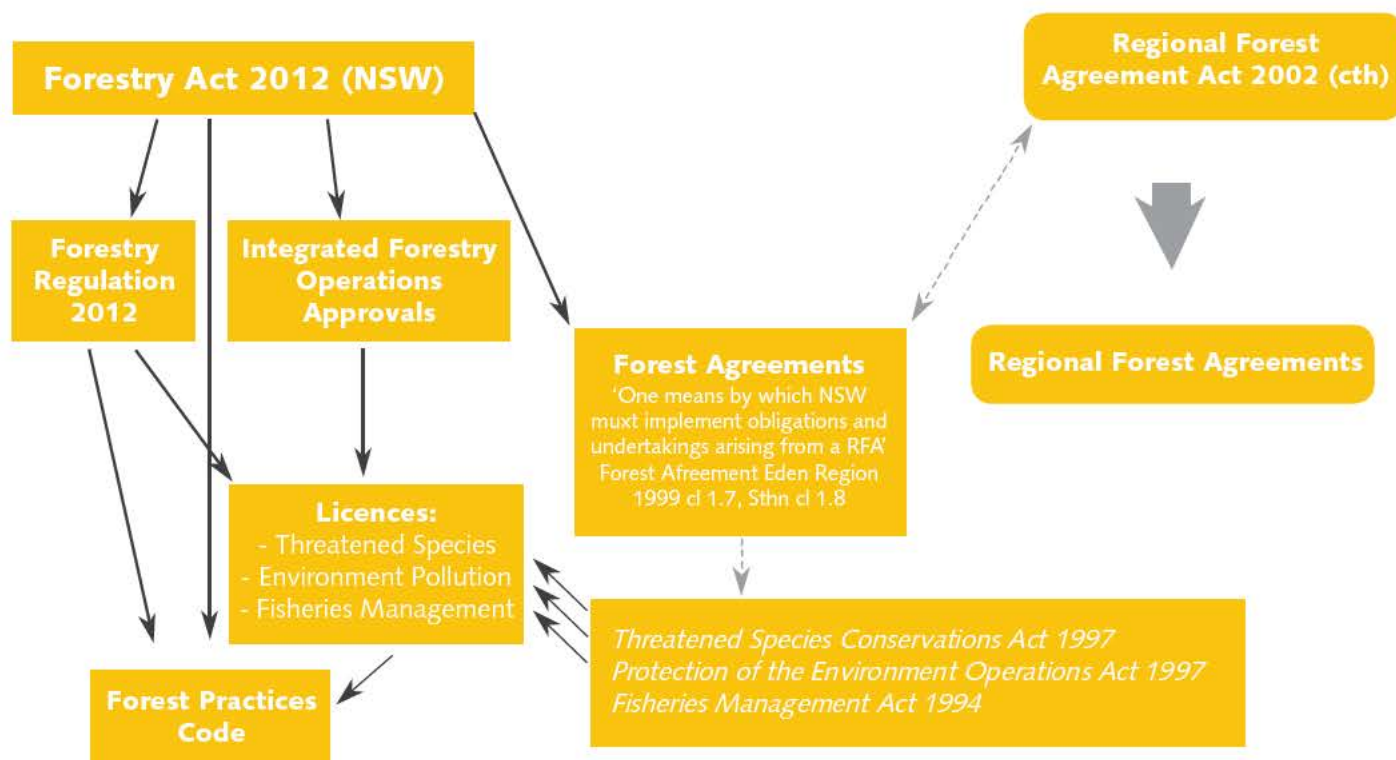 Forestry Act 2012 (NSW)
Regional Forest
Agreement Act 2002 (cth)
Forestry
Regulation
2012
Integrated Forestry
Operations
Approvals
Forest Agreements
'One means by which NSW
muxt implement obligations and
undertakings arising from a RFA'
Forest Afreement Eden Region
1999 cl 1.7, Sthn cl 1.8
Regional Forest Agreements
Licences:
- Threatened Species
- Environment Pollution
- Fisheries Management
Threatened Species Conservations Act 1997
Protection of the Environment Operations Act 1997
Fisheries Management Act 1994
Forest Practices
Code